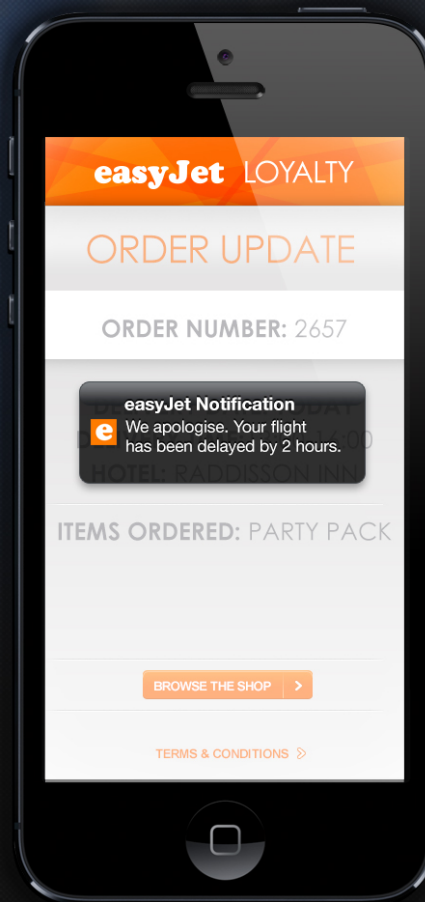 easyJet LOYALTY
ORDER UPDATE
ORDER NUMBER: 2657
easyJet Notification
e We apologise. Your flight
has been delayed by 2 hours.
HOTEL: RADDISSON INN
ITEMS ORDERED: PARTY PACK
BROWSE THE SHOP
TERMS & CONDITIONS